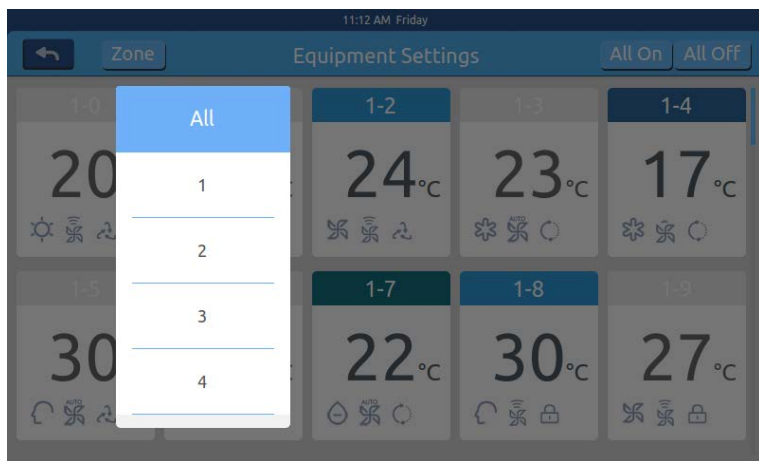 11:12 AM Friday
Zone
Equipment Settings
All On
All Off
1-0
1-2
1-3
1-4
20
24°C
23°C
17°C
AUTO
1-5
1-7
1-8
1-9
30
22°C
30°C
27°C
AUTO
AUTO
All
1
2
3
4